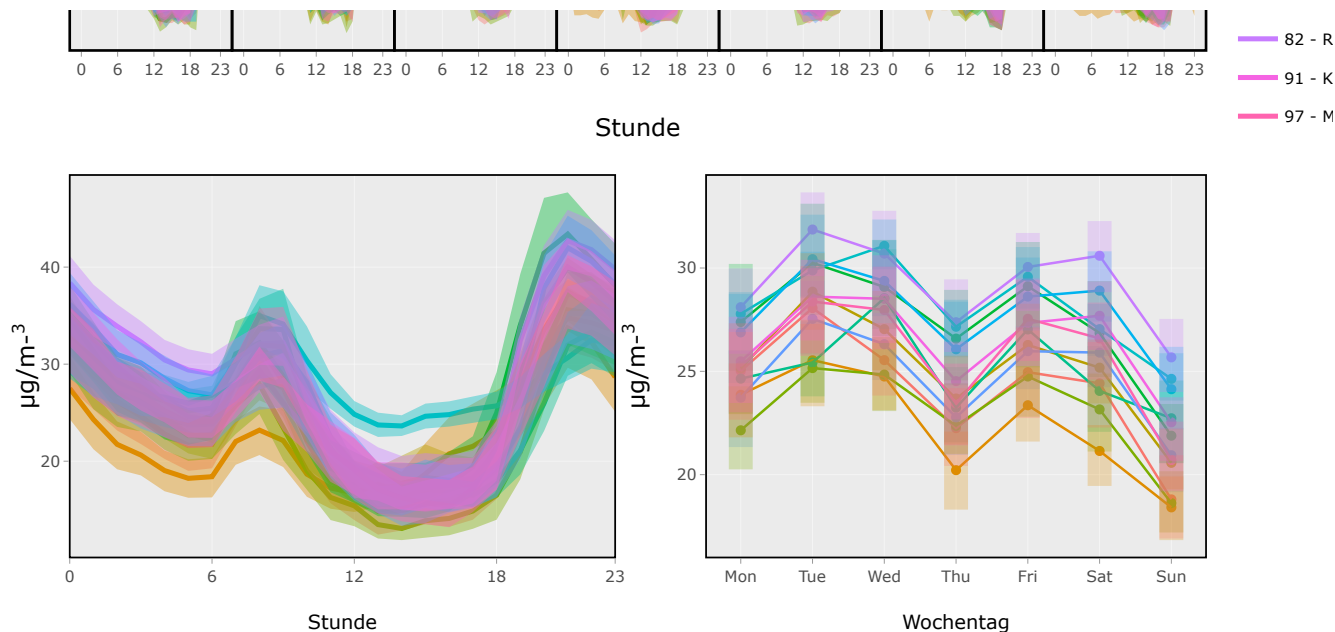 0 6 12 18 23 0 6 12 18 23 0 6 12 18 23 0 6 12 18 23 0 6 12 18 23 0 6 12 18 23 0 6 12 18 23
Stunde
82 - R
91 - K
97 - M
µg/m-³
40
30
20
0 6 12 18 23
Stunde
µg/m-³
30
25
20
Mon Tue Wed Thu Fri Sat Sun
Wochentag